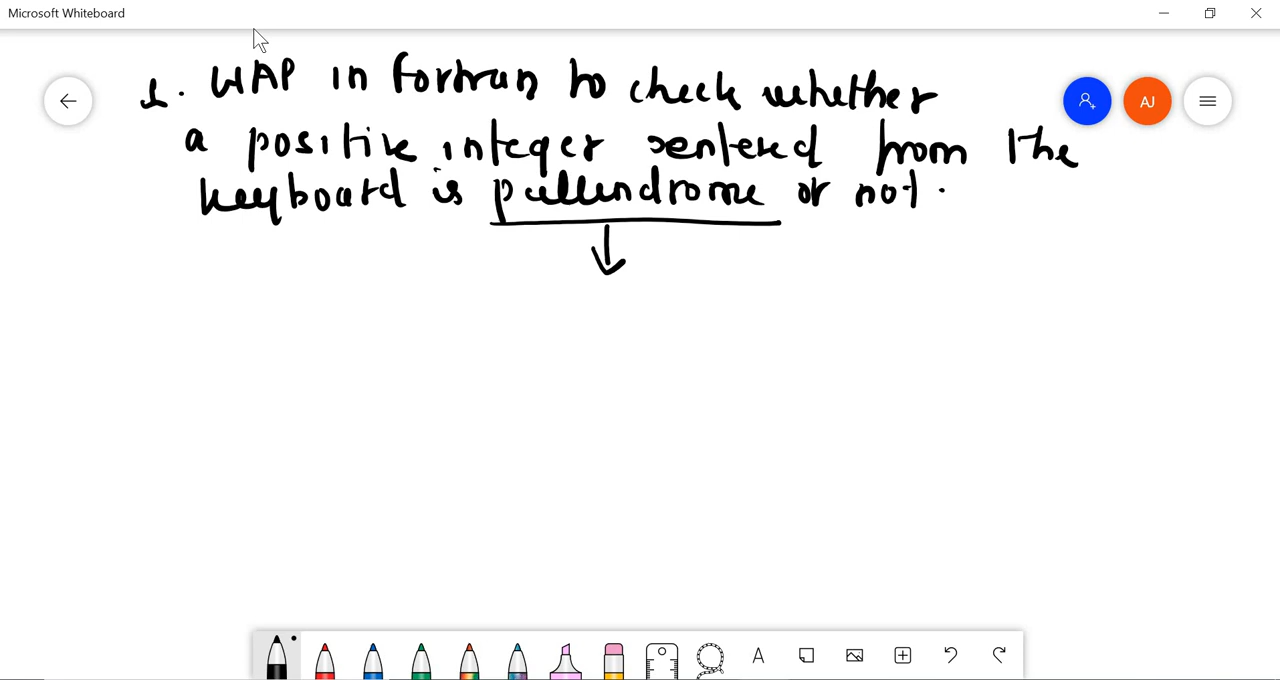 Microsoft Whiteboard
1. WAP in fortran to check whether
AJ
a positive integer entered from the
keyboard is pallendrome or not.
A